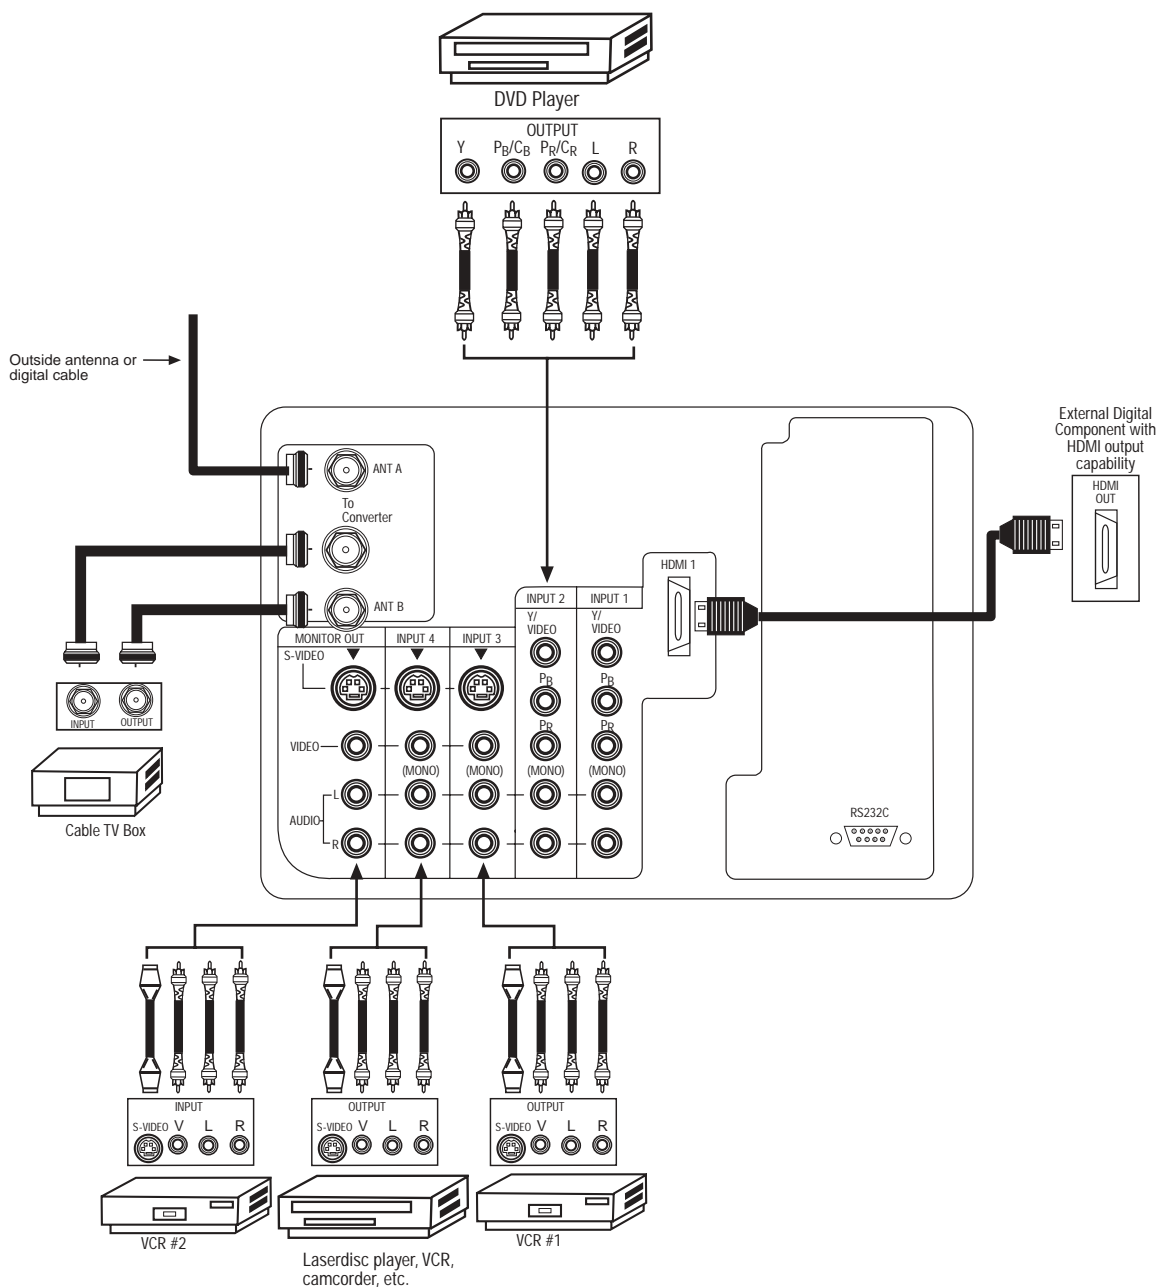 DVD Player
OUTPUT
Y PB/CB PR/CR L R
Outside antenna or
digital cable
External Digital
Component with
HDMI output
capability
HDMI
OUT
ANT A
To
Converter
ANT B
HDMI 1
INPUT 2 INPUT 1
Y/
VIDEO
Y/
VIDEO
PB PB
PR PR
(MONO) (MONO)
MONITOR OUT INPUT 4 INPUT 3
S-VIDEO
VIDEO
(MONO) (MONO)
L
AUDIO
R
RS232C
INPUT OUTPUT
Cable TV Box
INPUT
S-VIDEO V L R
VCR #2
OUTPUT
S-VIDEO V L R
Laserdisc player, VCR,
camcorder, etc.
OUTPUT
S-VIDEO V L R
VCR #1